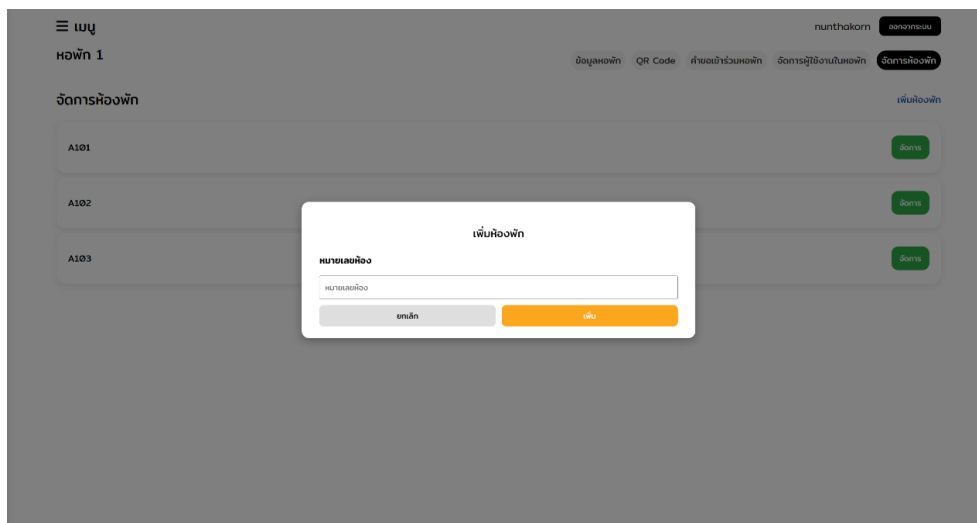 ☰ เมนู nunthakorn ออกจากระบบ
หอพัก 1
ข้อมูลหอพัก QR Code คำขอเข้าร่วมหอพัก จัดการผู้ใช้งานในหอพัก จัดการห้องพัก
จัดการห้องพัก เพิ่มห้องพัก
A101 จัดการ
A102 จัดการ
เพิ่มห้องพัก
A103 จัดการ
หมายเลขห้อง
หมายเลขห้อง
ยกเลิก เพิ่ม